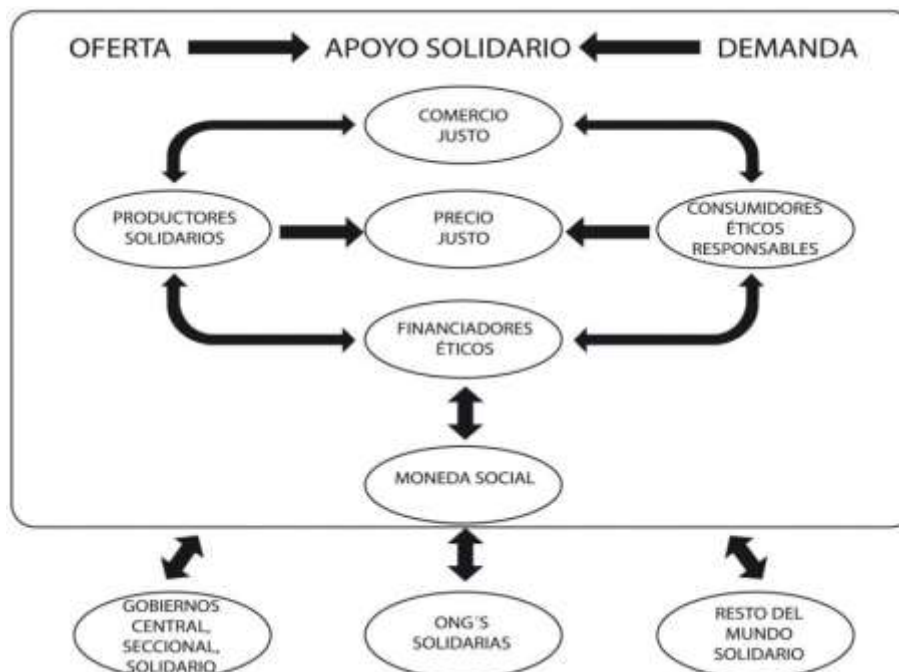 OFERTA APOYO SOLIDARIO DEMANDA
COMERCIO
JUSTO
PRODUCTORES
SOLIDARIOS
PRECIO
JUSTO
CONSUMIDORES
ÉTICOS
RESPONSABLES
FINANCIADORES
ÉTICOS
MONEDA SOCIAL
GOBIERNOS
CENTRAL,
SECCIONAL,
SOLIDARIO
ONG´S
SOLIDARIAS
RESTO DEL
MUNDO
SOLIDARIO